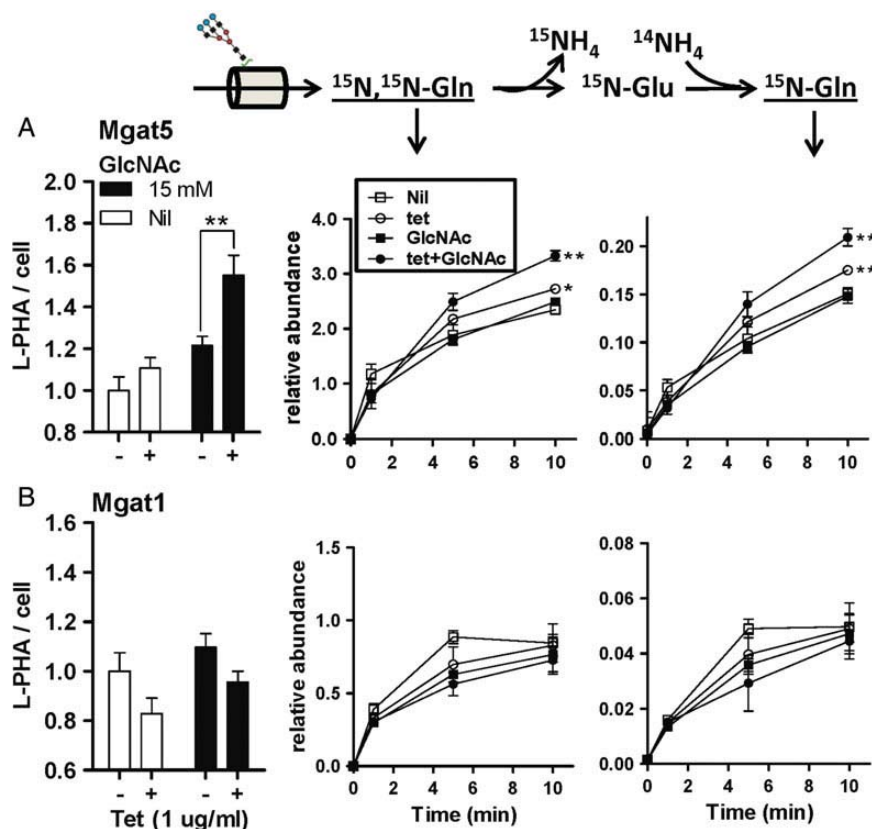 ¹⁵NH₄ ¹⁴NH₄
¹⁵N,¹⁵N-Gln ¹⁵N-Glu ¹⁵N-Gln
A
Mgat5
GlcNAc
15 mM
Nil
**
L-PHA / cell
2.0
1.8
1.6
1.4
1.2
1.0
0.8
- + - +
Nil
tet
GlcNAc
tet+GlcNAc
relative abundance
4.0
3.0
2.0
1.0
0.0
**
*
0 2 4 6 8 10
0.20
0.15
0.10
0.05
0.00
**
**
0 2 4 6 8 10
B
Mgat1
L-PHA / cell
1.6
1.4
1.2
1.0
0.8
0.6
- + - +
Tet (1 ug/ml)
relative abundance
1.5
1.0
0.5
0.0
0 2 4 6 8 10
Time (min)
0.08
0.06
0.04
0.02
0.00
0 2 4 6 8 10
Time (min)